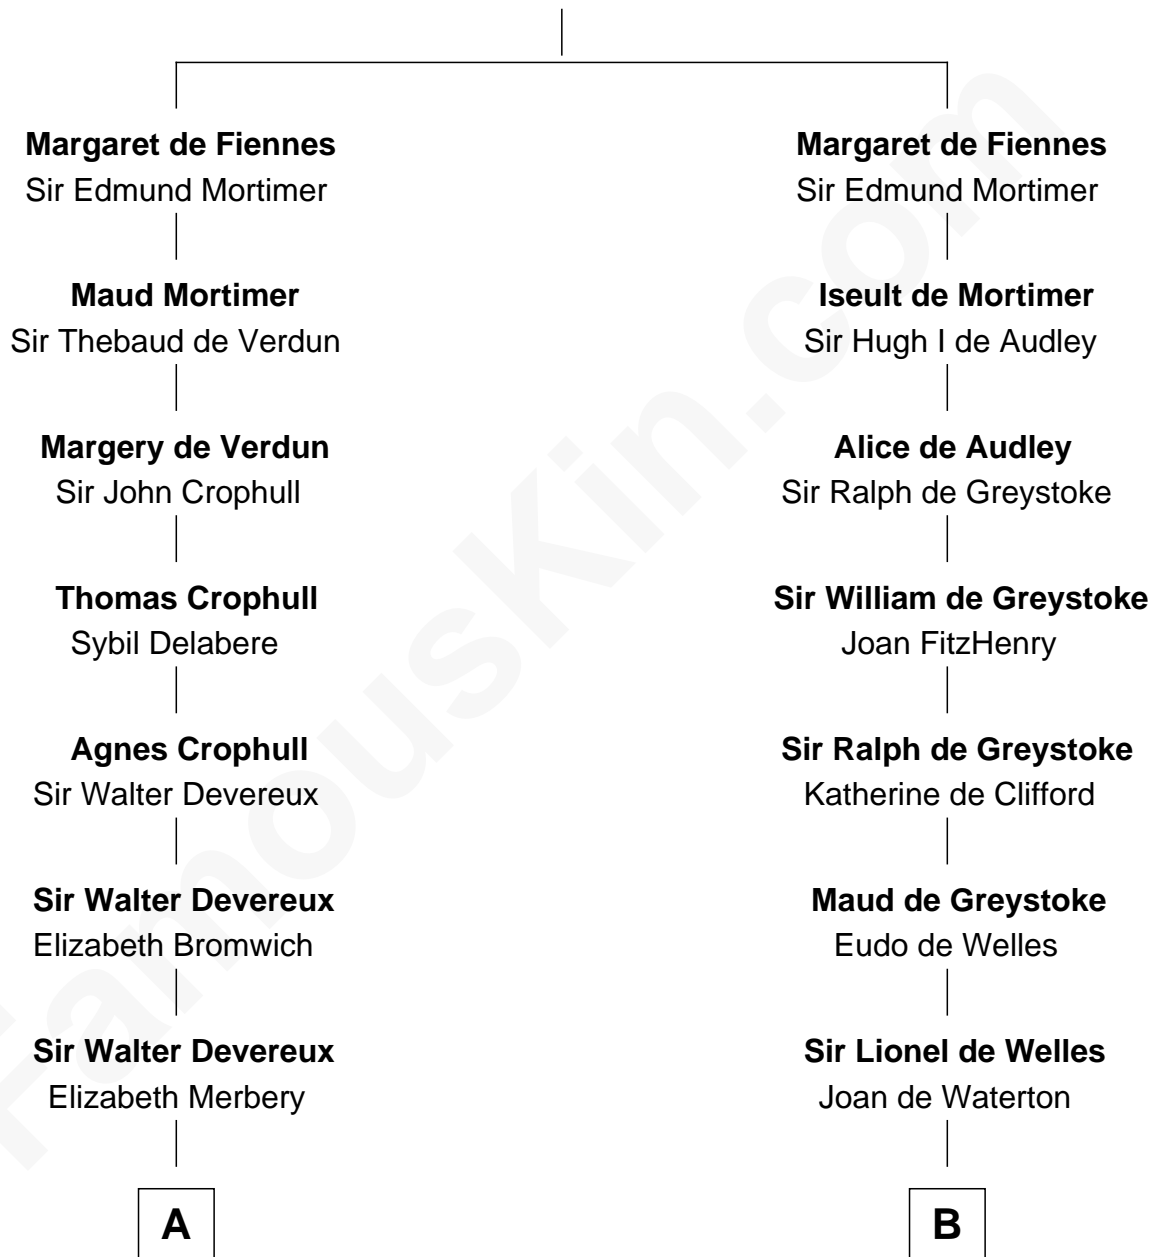 Margaret de Fiennes
Sir Edmund Mortimer
Maud Mortimer
Sir Thebaud de Verdun
Margery de Verdun
Sir John Crophull
Thomas Crophull
Sybil Delabere
Agnes Crophull
Sir Walter Devereux
Sir Walter Devereux
Elizabeth Bromwich
Sir Walter Devereux
Elizabeth Merbery
A
Margaret de Fiennes
Sir Edmund Mortimer
Iseult de Mortimer
Sir Hugh I de Audley
Alice de Audley
Sir Ralph de Greystoke
Sir William de Greystoke
Joan FitzHenry
Sir Ralph de Greystoke
Katherine de Clifford
Maud de Greystoke
Eudo de Welles
Sir Lionel de Welles
Joan de Waterton
B
FamousKin.com